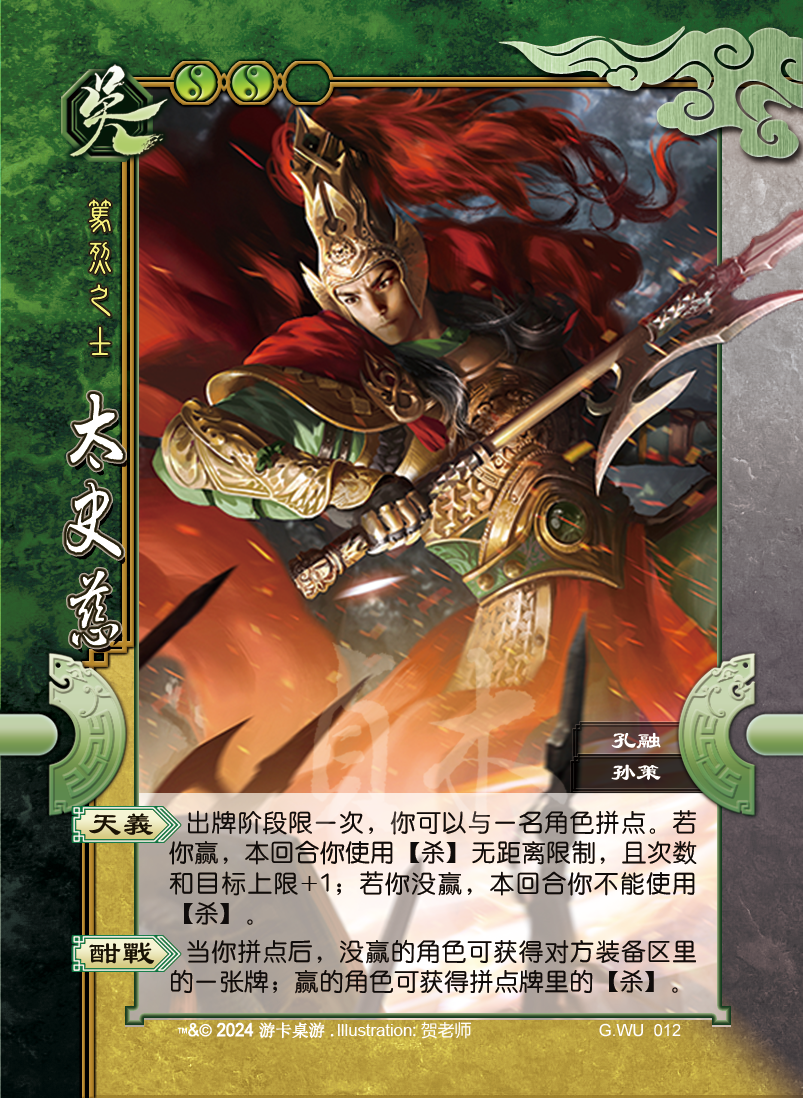 吴
篤烈之士
太史慈
孔融
孙策
天義
出牌阶段限一次，你可以与一名角色拼点。若
你赢，本回合你使用【杀】无距离限制，且次数
和目标上限+1；若你没赢，本回合你不能使用
【杀】。
酣戰
当你拼点后，没赢的角色可获得对方装备区里
的一张牌；赢的角色可获得拼点牌里的【杀】。
™&© 2024 游卡桌游 . Illustration: 贺老师
G.WU 012